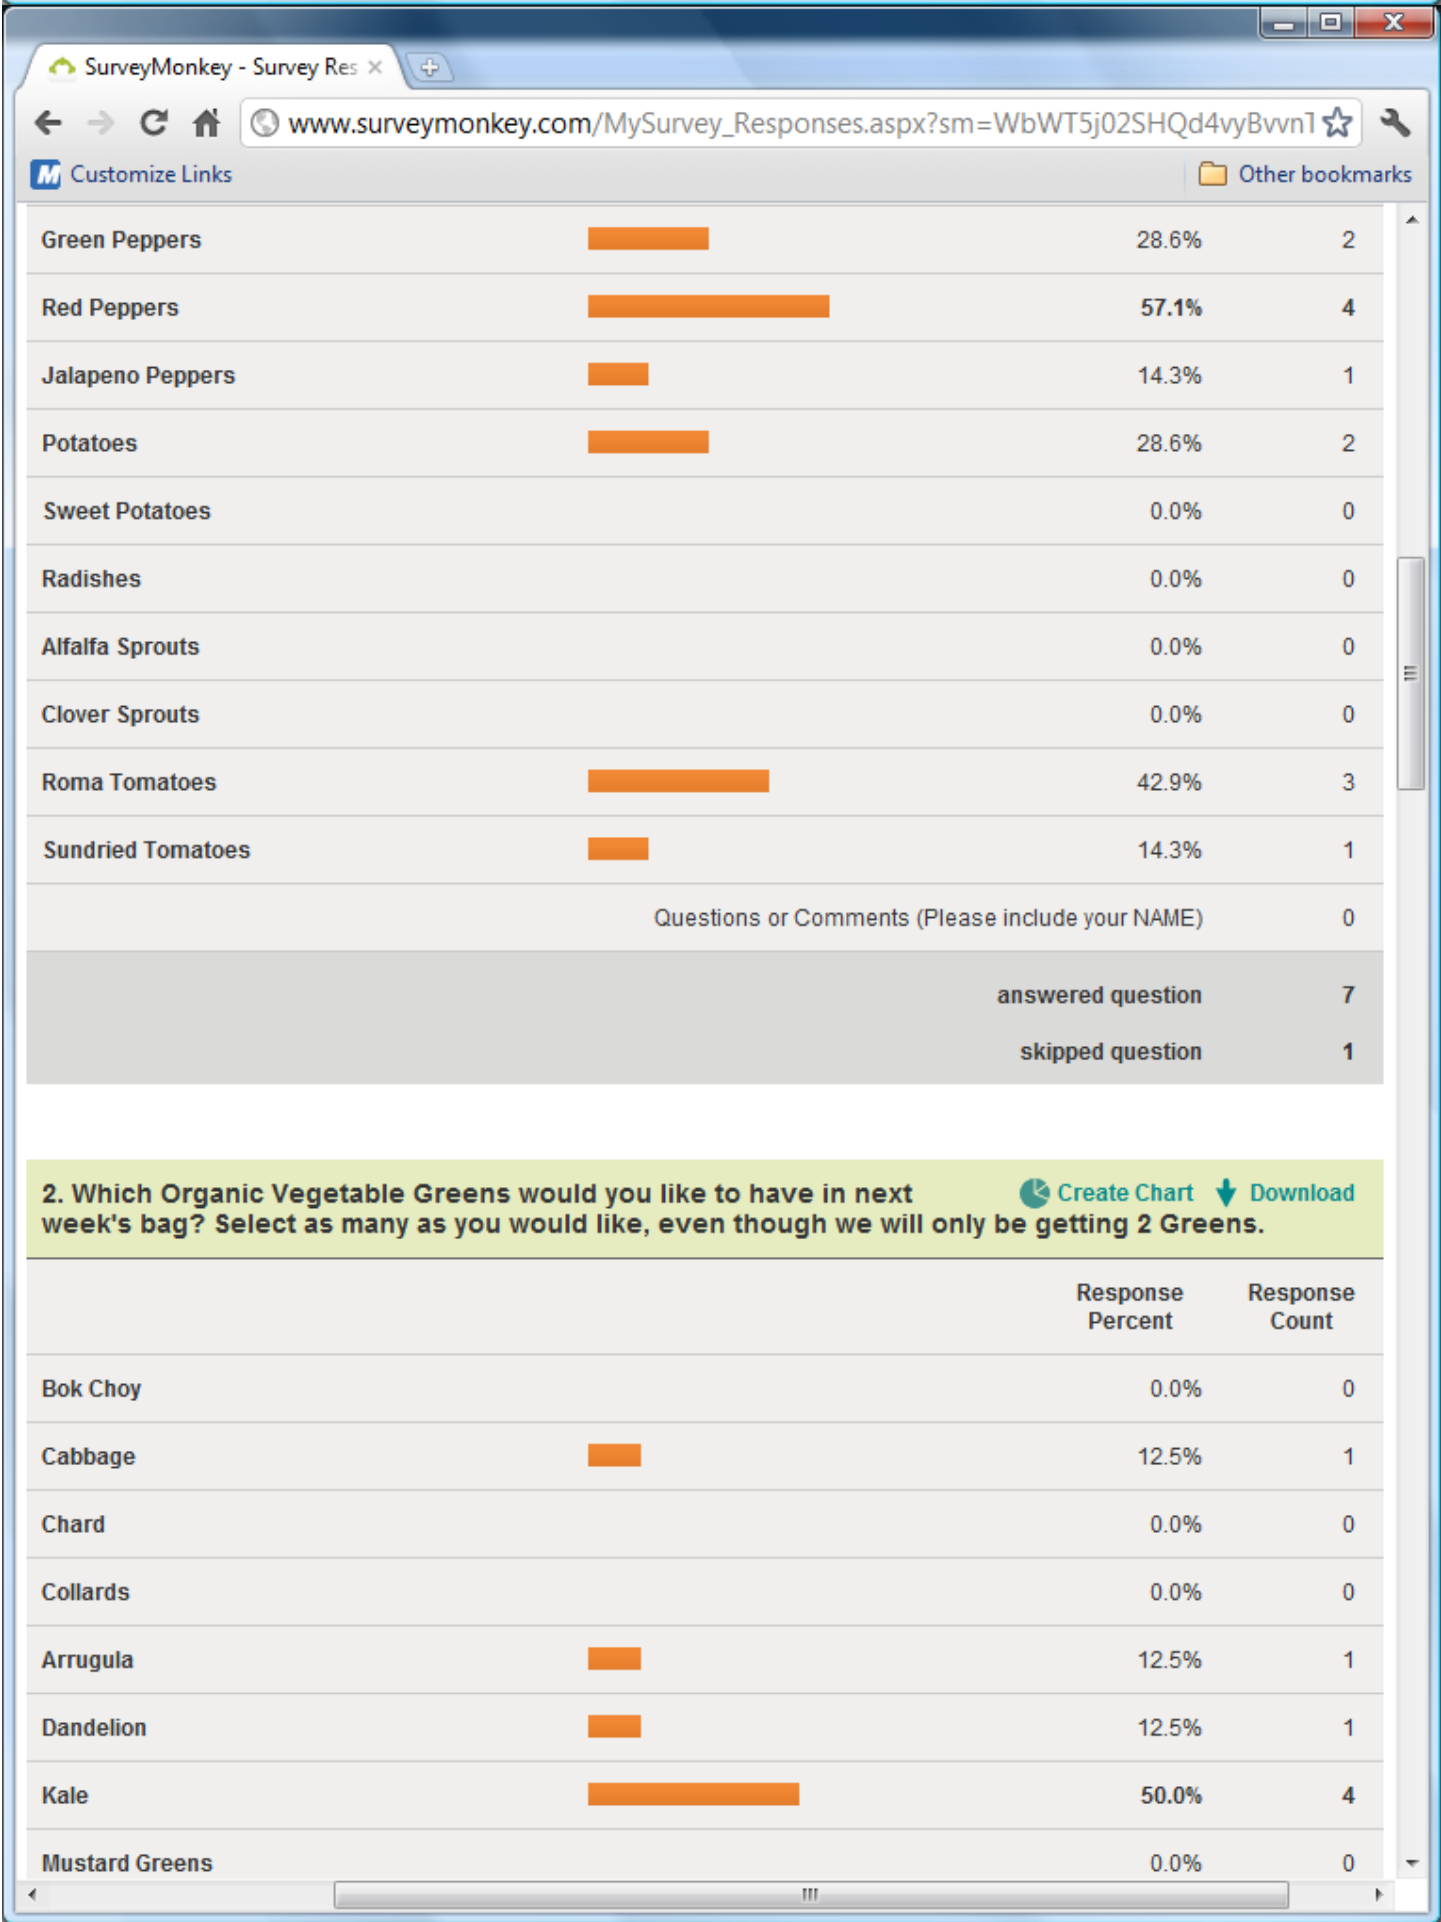 SurveyMonkey - Survey Res
www.surveymonkey.com/MySurvey_Responses.aspx?sm=WbWT5j02SHQd4vyBvvnT
Customize Links Other bookmarks
Green Peppers 28.6% 2
Red Peppers 57.1% 4
Jalapeno Peppers 14.3% 1
Potatoes 28.6% 2
Sweet Potatoes 0.0% 0
Radishes 0.0% 0
Alfalfa Sprouts 0.0% 0
Clover Sprouts 0.0% 0
Roma Tomatoes 42.9% 3
Sundried Tomatoes 14.3% 1
Questions or Comments (Please include your NAME) 0
answered question 7
skipped question 1
2. Which Organic Vegetable Greens would you like to have in next Create Chart Download
week's bag? Select as many as you would like, even though we will only be getting 2 Greens.
Response Response
Percent Count
Bok Choy 0.0% 0
Cabbage 12.5% 1
Chard 0.0% 0
Collards 0.0% 0
Arrugula 12.5% 1
Dandelion 12.5% 1
Kale 50.0% 4
Mustard Greens 0.0% 0